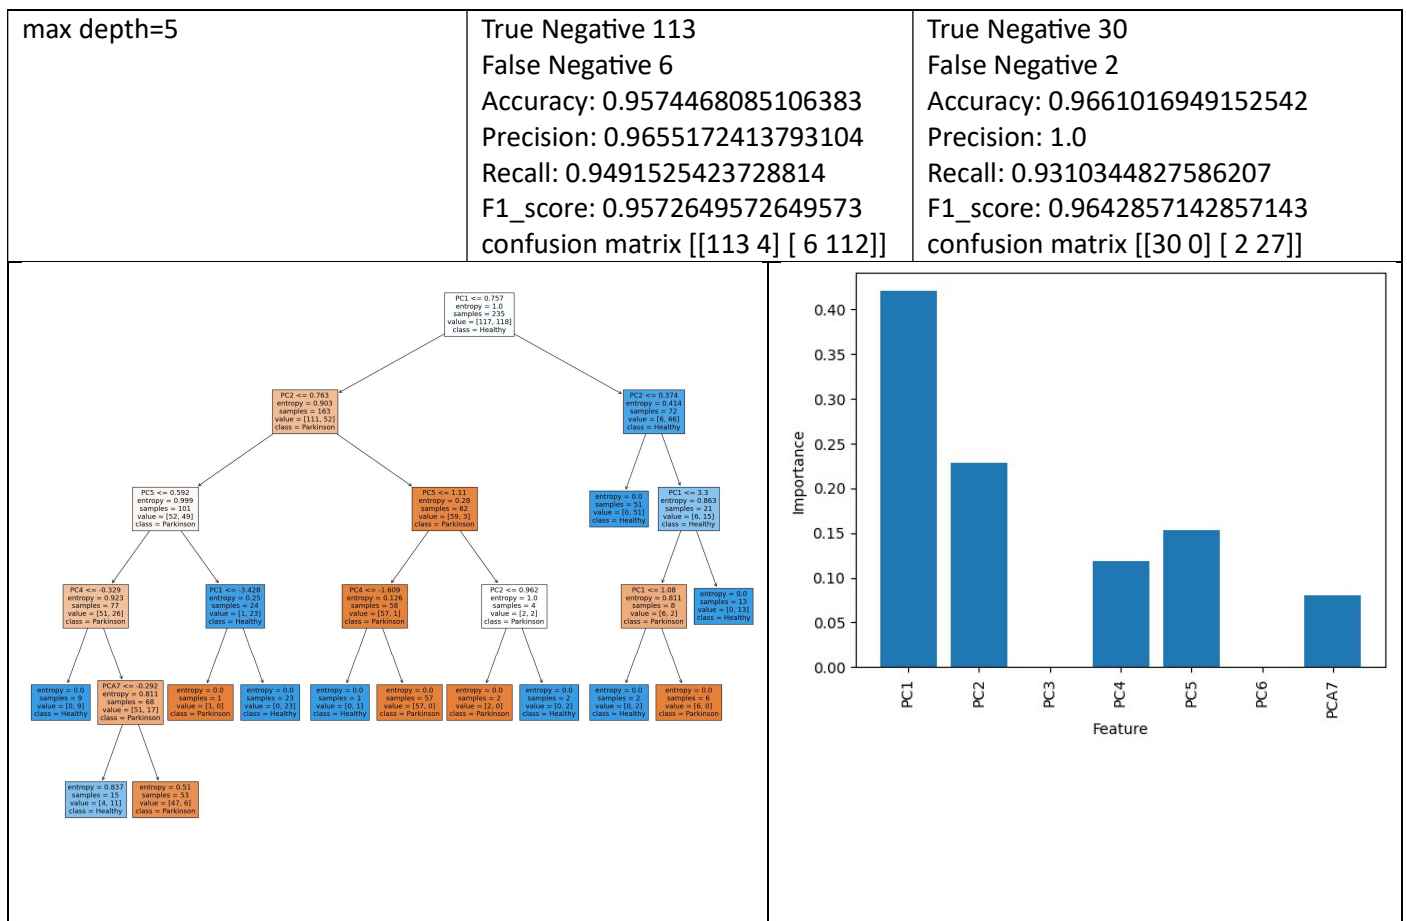 max depth=5
True Negative 113
False Negative 6
Accuracy: 0.9574468085106383
Precision: 0.9655172413793104
Recall: 0.9491525423728814
F1_score: 0.9572649572649573
confusion matrix [[113 4] [ 6 112]]
True Negative 30
False Negative 2
Accuracy: 0.9661016949152542
Precision: 1.0
Recall: 0.9310344827586207
F1_score: 0.9642857142857143
confusion matrix [[30 0] [ 2 27]]
PC1 <= 0.757
entropy = 1.0
samples = 235
value = [117, 118]
class = Healthy
PC2 <= 0.763
entropy = 0.903
samples = 163
value = [111, 52]
class = Parkinson
PC2 <= 0.374
entropy = 0.414
samples = 72
value = [6, 66]
class = Healthy
PC5 <= 0.592
entropy = 0.999
samples = 101
value = [52, 49]
class = Parkinson
PC5 <= 1.11
entropy = 0.28
samples = 62
value = [59, 3]
class = Parkinson
entropy = 0.0
samples = 51
value = [0, 51]
class = Healthy
PC1 <= 3.3
entropy = 0.863
samples = 21
value = [6, 15]
class = Healthy
PC4 <= -0.329
entropy = 0.923
samples = 77
value = [51, 26]
class = Parkinson
PC1 <= -3.428
entropy = 0.25
samples = 24
value = [1, 23]
class = Healthy
PC4 <= -1.609
entropy = 0.126
samples = 58
value = [57, 1]
class = Parkinson
PC2 <= 0.962
entropy = 1.0
samples = 4
value = [2, 2]
class = Parkinson
PC1 <= 1.08
entropy = 0.811
samples = 8
value = [6, 2]
class = Parkinson
entropy = 0.0
samples = 13
value = [0, 13]
class = Healthy
entropy = 0.0
samples = 9
value = [0, 9]
class = Healthy
PCA7 <= -0.292
entropy = 0.811
samples = 68
value = [51, 17]
class = Parkinson
entropy = 0.0
samples = 1
value = [1, 0]
class = Parkinson
entropy = 0.0
samples = 23
value = [0, 23]
class = Healthy
entropy = 0.0
samples = 1
value = [0, 1]
class = Healthy
entropy = 0.0
samples = 57
value = [57, 0]
class = Parkinson
entropy = 0.0
samples = 2
value = [2, 0]
class = Parkinson
entropy = 0.0
samples = 2
value = [0, 2]
class = Healthy
entropy = 0.0
samples = 2
value = [0, 2]
class = Healthy
entropy = 0.0
samples = 6
value = [6, 0]
class = Parkinson
entropy = 0.837
samples = 15
value = [4, 11]
class = Healthy
entropy = 0.51
samples = 53
value = [47, 6]
class = Parkinson
Importance
0.40
0.35
0.30
0.25
0.20
0.15
0.10
0.05
0.00
PC1
PC2
PC3
PC4
PC5
PC6
PCA7
Feature